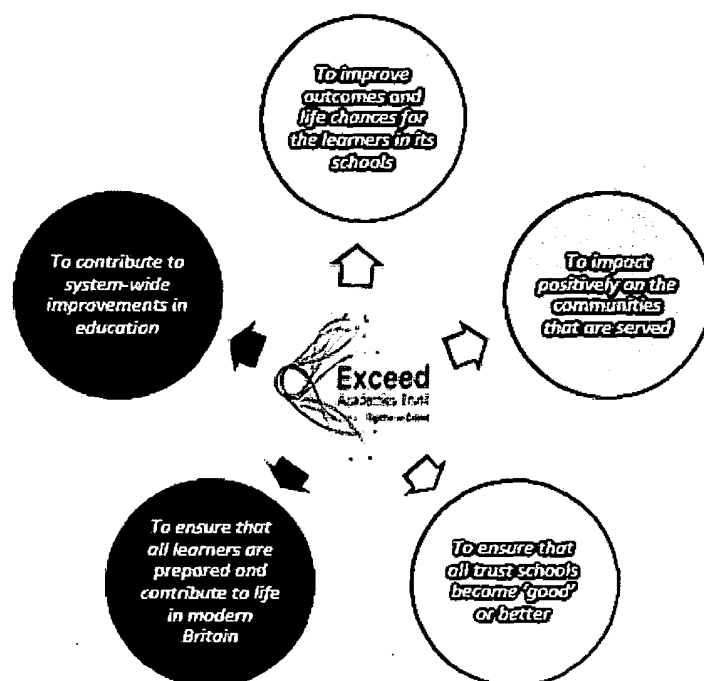 To improve
outcomes and
life chances for
the learners in its
schools
To impact
positively on the
communities
that are served
To ensure that
all trust schools
become 'good'
or better
To ensure that
all learners are
prepared and
contribute to life
in modern
Britain
To contribute to
system-wide
improvements in
education
Exceed
Academies Trust